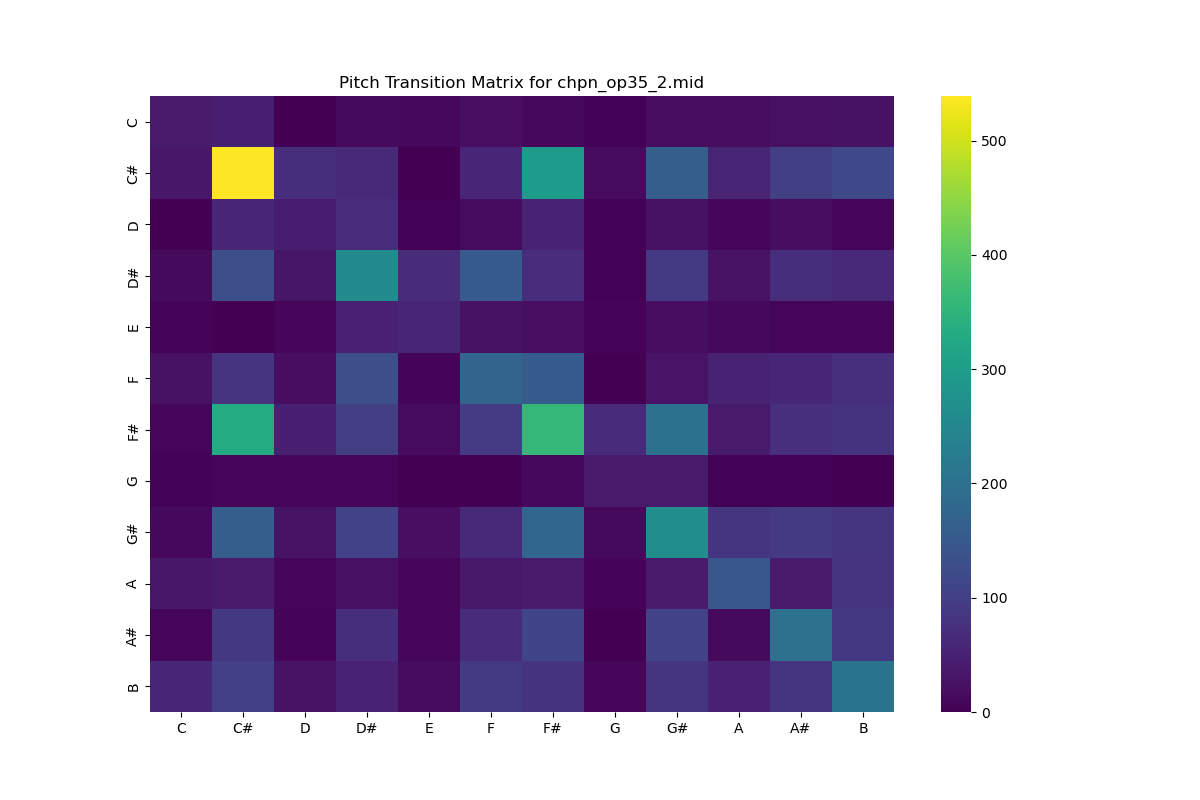 Pitch Transition Matrix for chpn_op35_2.mid
C
C#
D
D#
E
F
F#
G
G#
A
A#
B
C C# D D# E F F# G G# A A# B
500
400
300
200
100
0